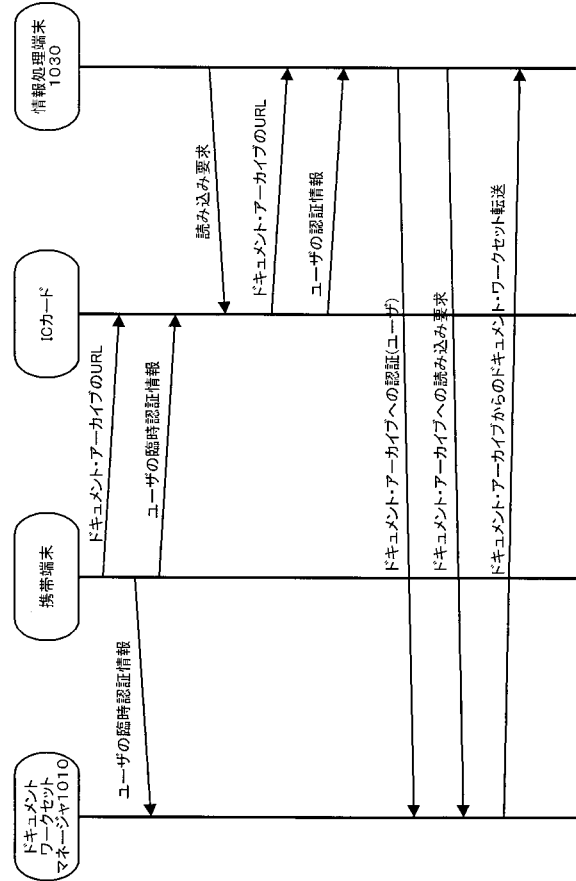 ドキュメント
ワークセット
マネージャ1010
携帯端末
ICカード
情報処理端末
1030
ドキュメント・アーカイブのURL
ユーザの臨時認証情報
ユーザの臨時認証情報
読み込み要求
ドキュメント・アーカイブのURL
ユーザの認証情報
ドキュメント・アーカイブへの認証(ユーザ)
ドキュメント・アーカイブへの読み込み要求
ドキュメント・アーカイブからのドキュメント・ワークセット転送